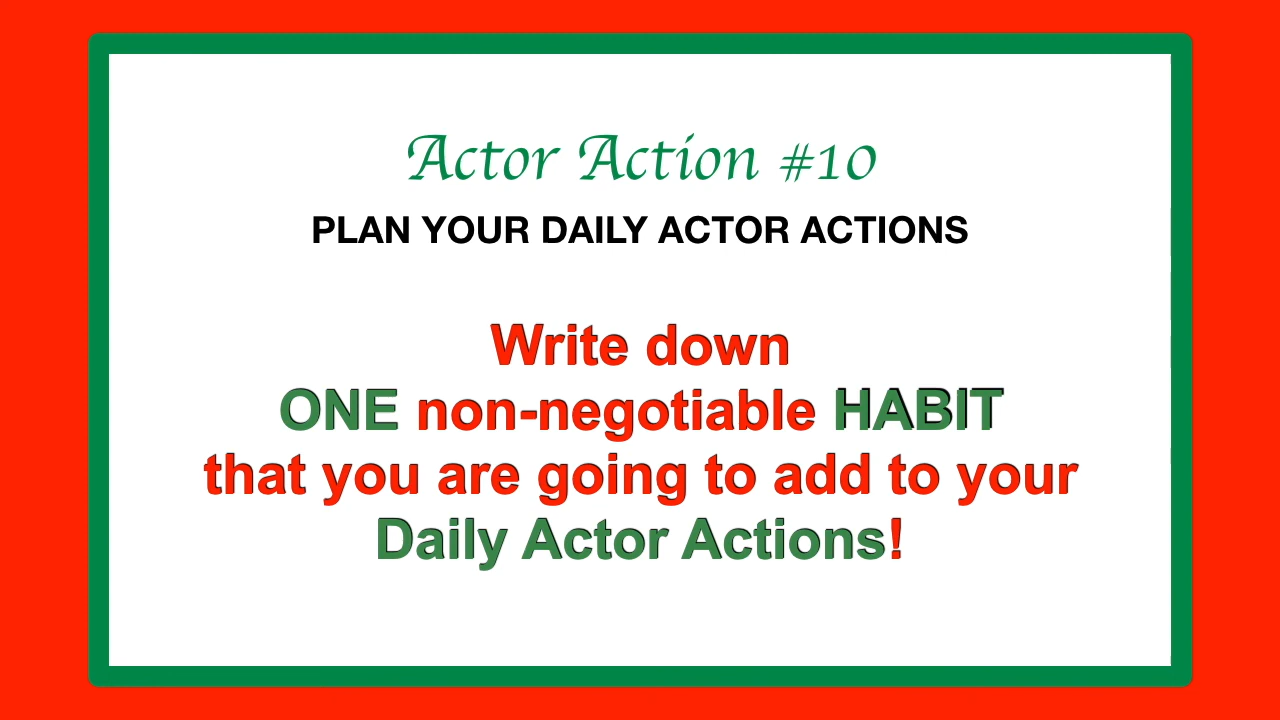 Actor Action #10
PLAN YOUR DAILY ACTOR ACTIONS
Write down
ONE non-negotiable HABIT
that you are going to add to your
Daily Actor Actions!